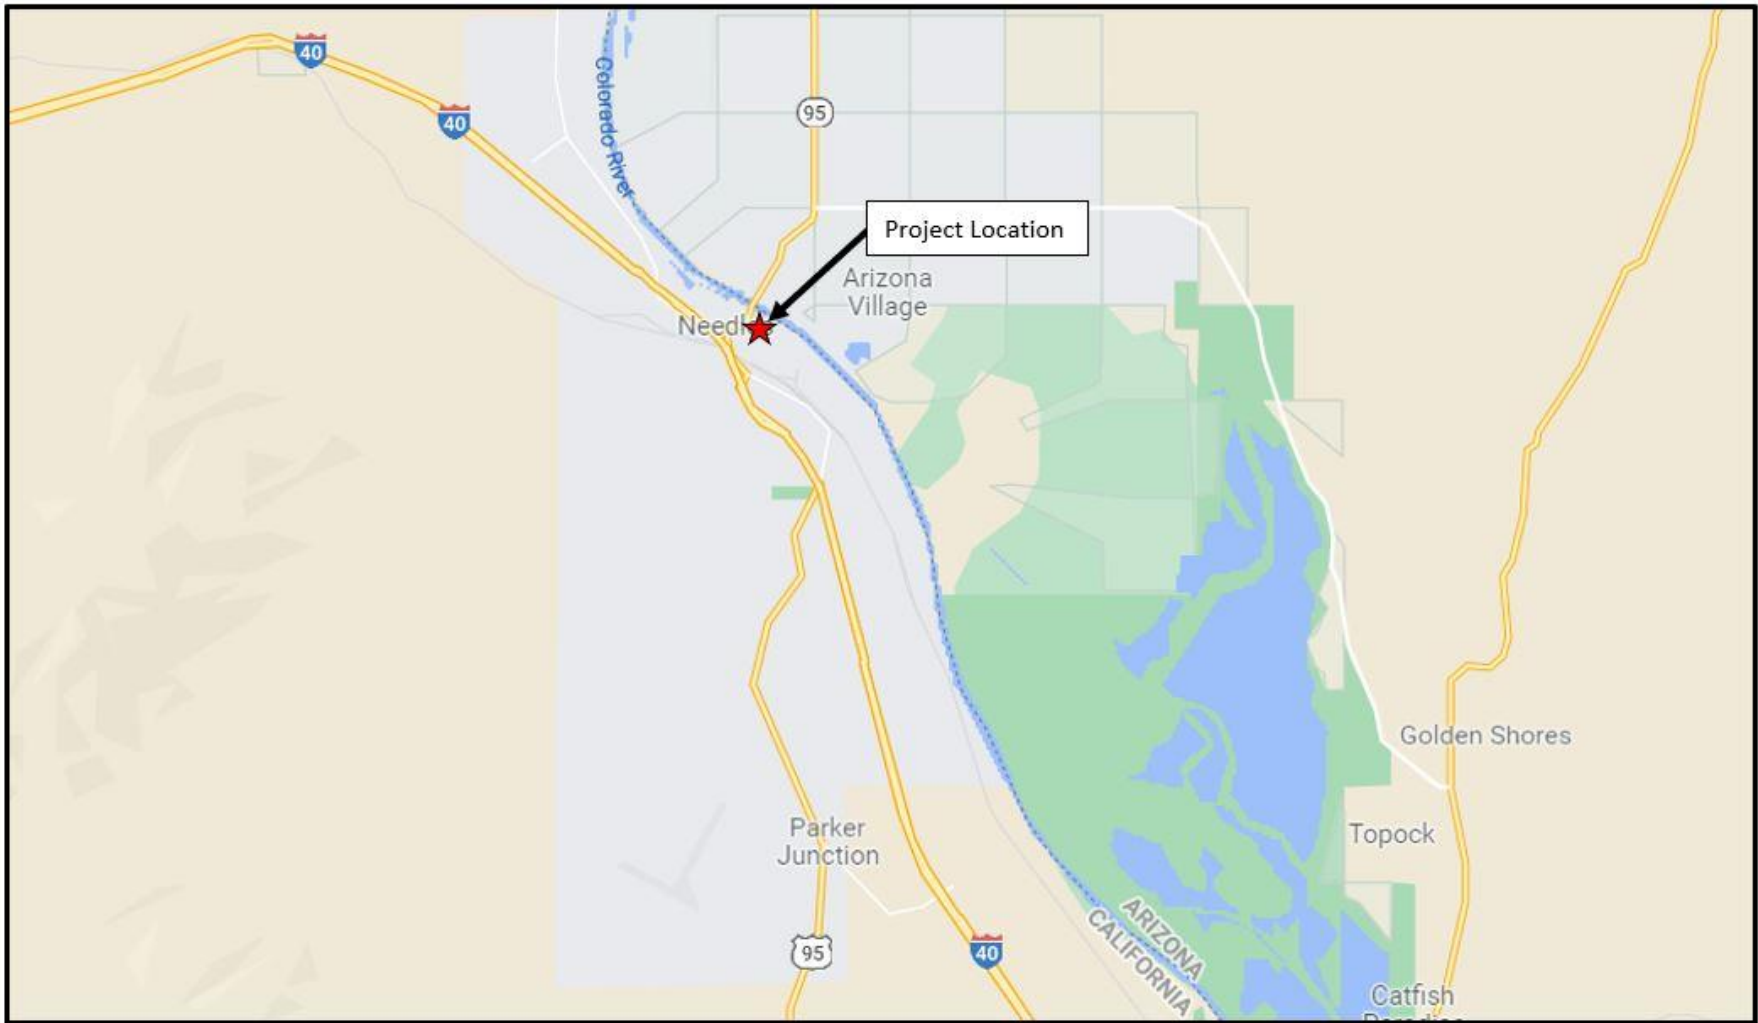 40
40
Colorado River
95
Project Location
Arizona
Village
Golden Shores
Parker
Junction
Topock
ARIZONA
CALIFORNIA
95
40
Catfish